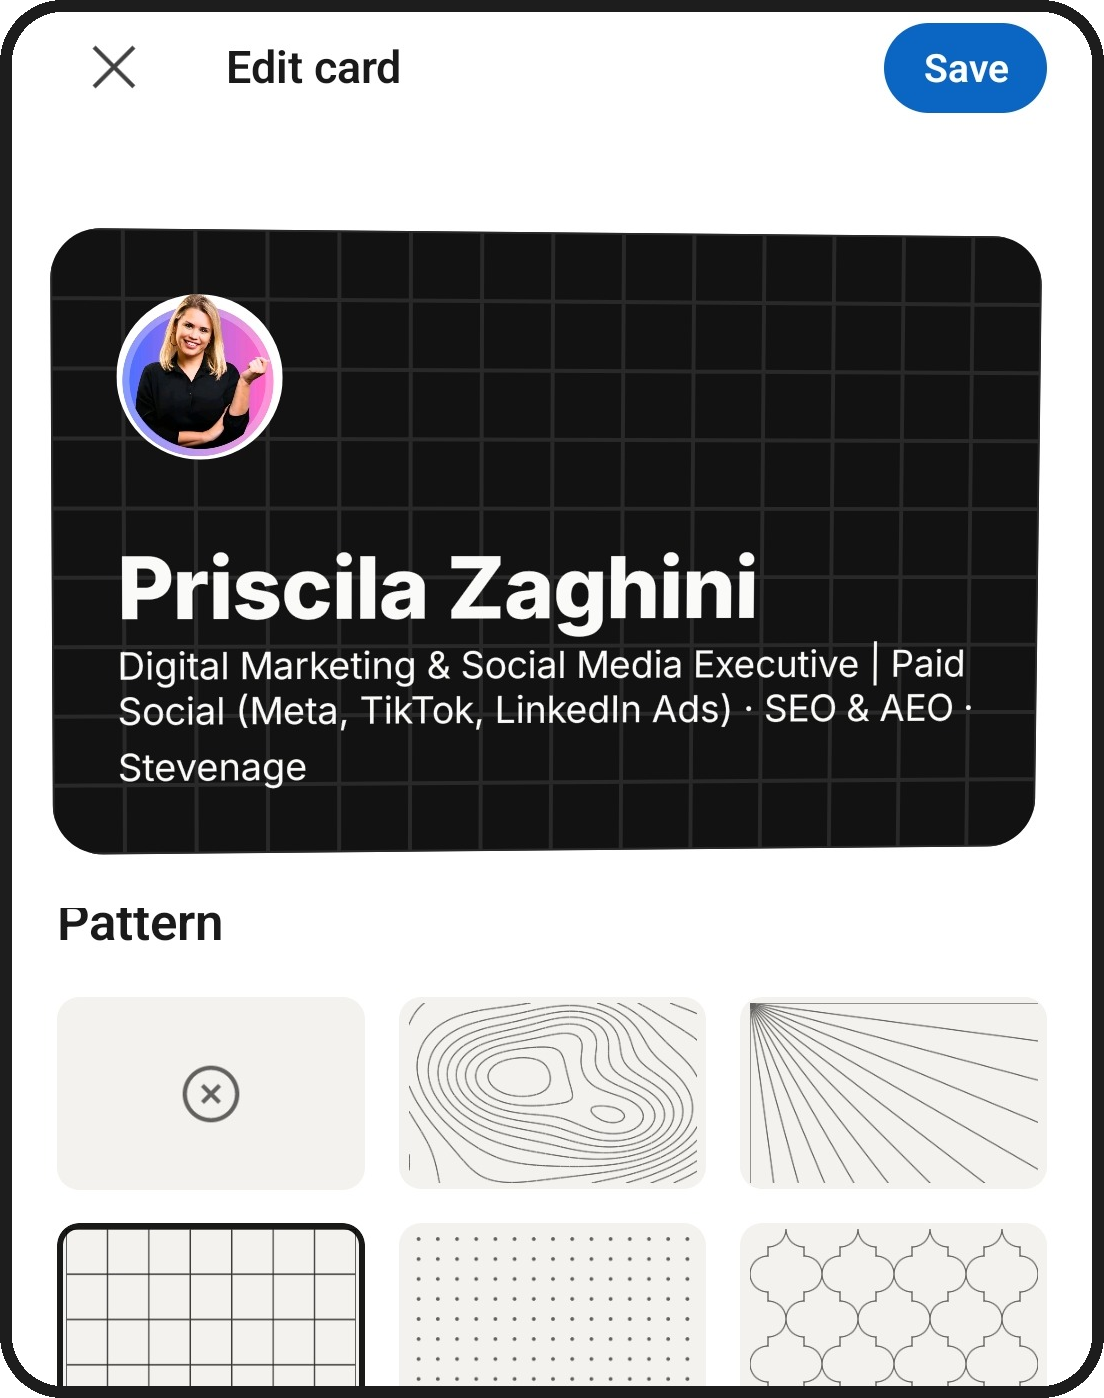 Edit card
Save
Priscila Zaghini
Digital Marketing & Social Media Executive | Paid
Social (Meta, TikTok, LinkedIn Ads) · SEO & AEO ·
Stevenage
Pattern